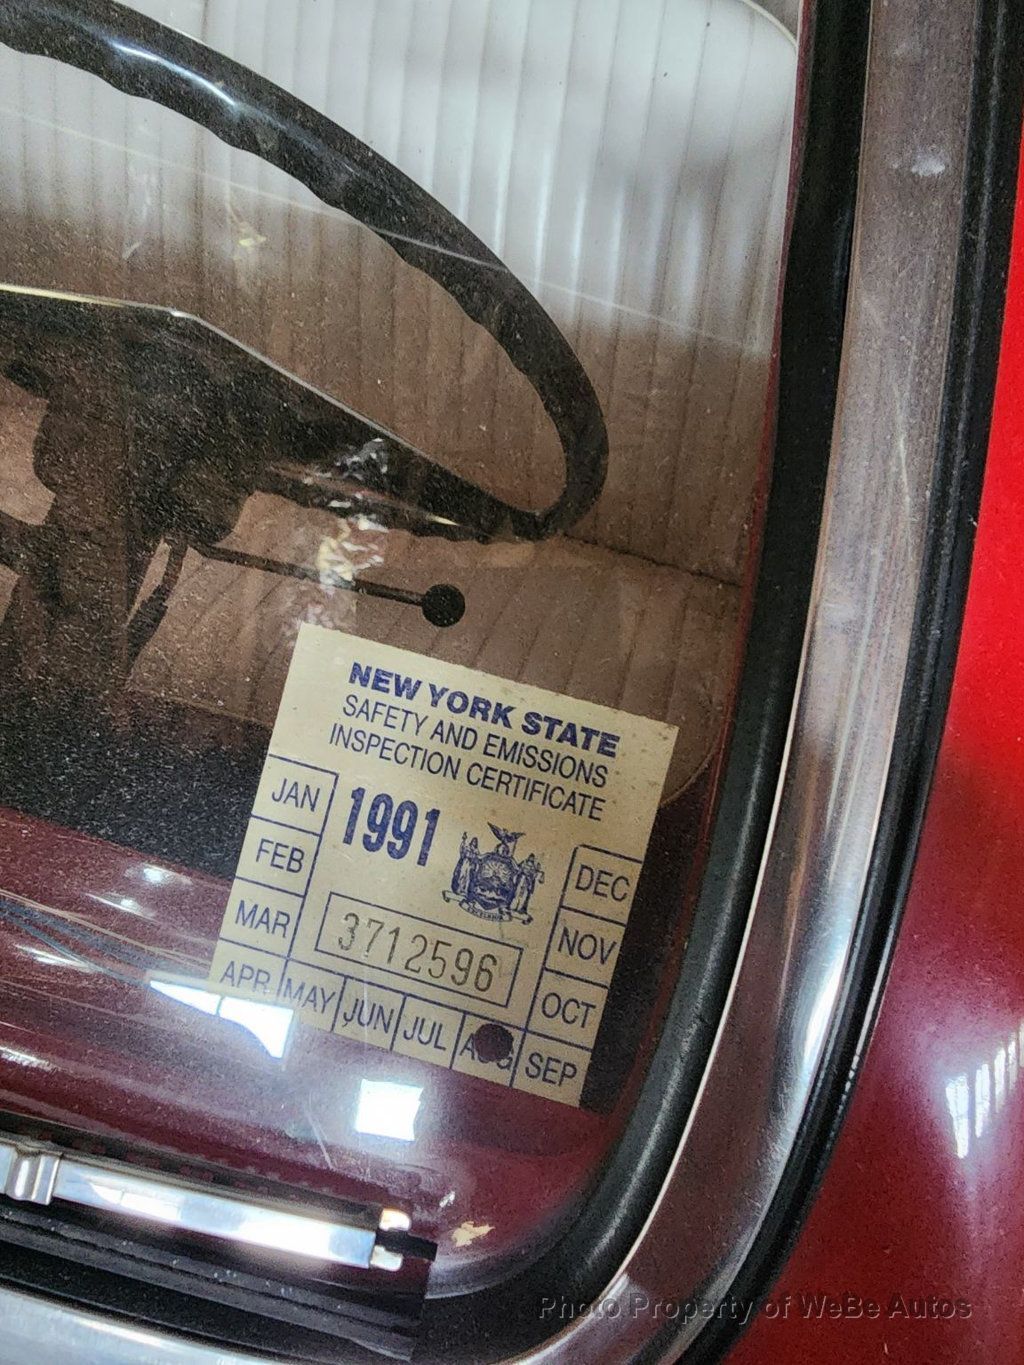 NEW YORK STATE
SAFETY AND EMISSIONS
INSPECTION CERTIFICATE
JAN
1991
FEB
DEC
MAR
3712596
NOV
APR
MAY
JUN
JUL
AUG
SEP
OCT
Photo Property of WeBe Autos